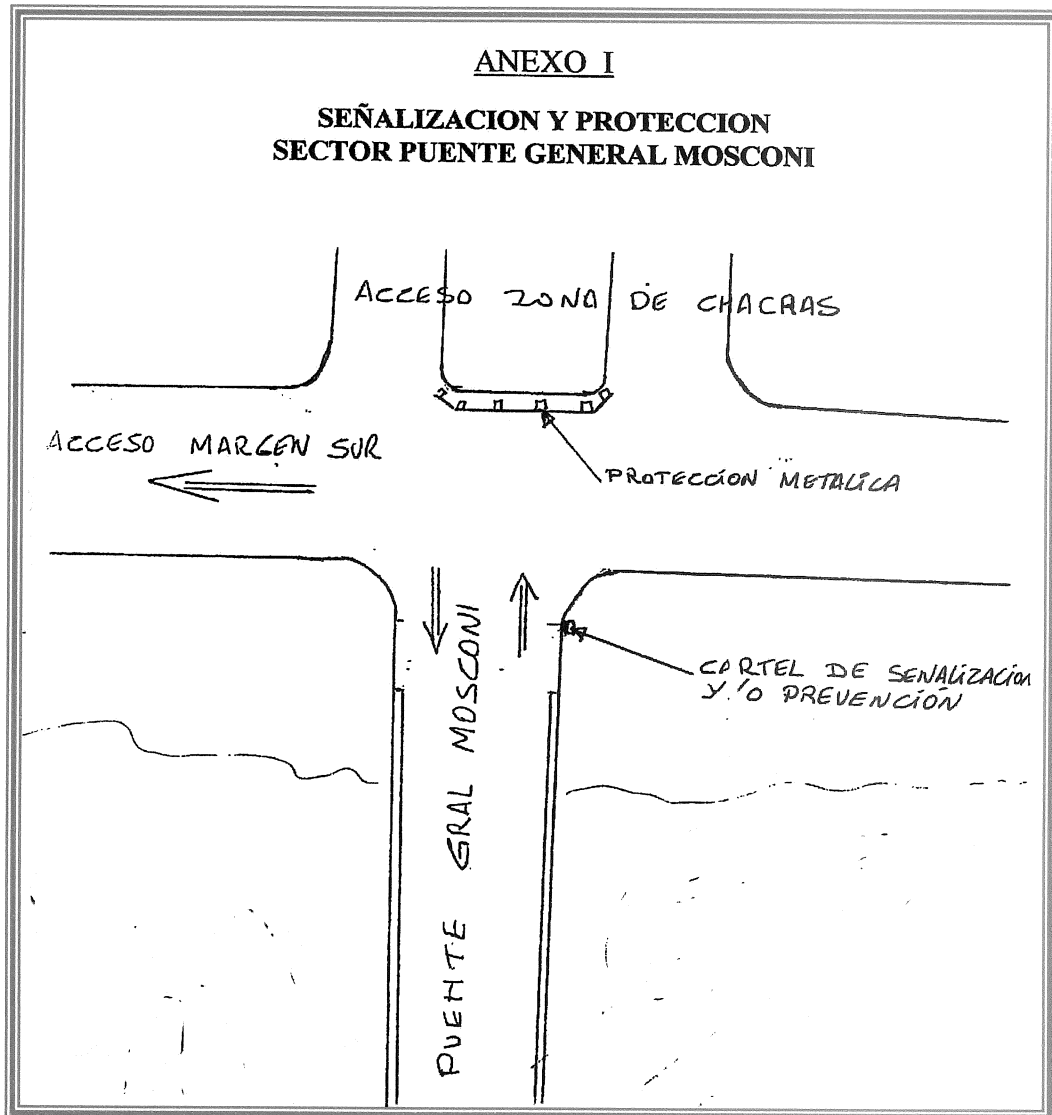 ANEXO I
SEÑALIZACION Y PROTECCION
SECTOR PUENTE GENERAL MOSCONI
ACCESO ZONA DE CHACRAS
ACCESO MARGEN SUR
PROTECCION METALICA
CARTEL DE SEÑALIZACION
Y/O PREVENCIÓN
PUENTE GRAL MOSCONI